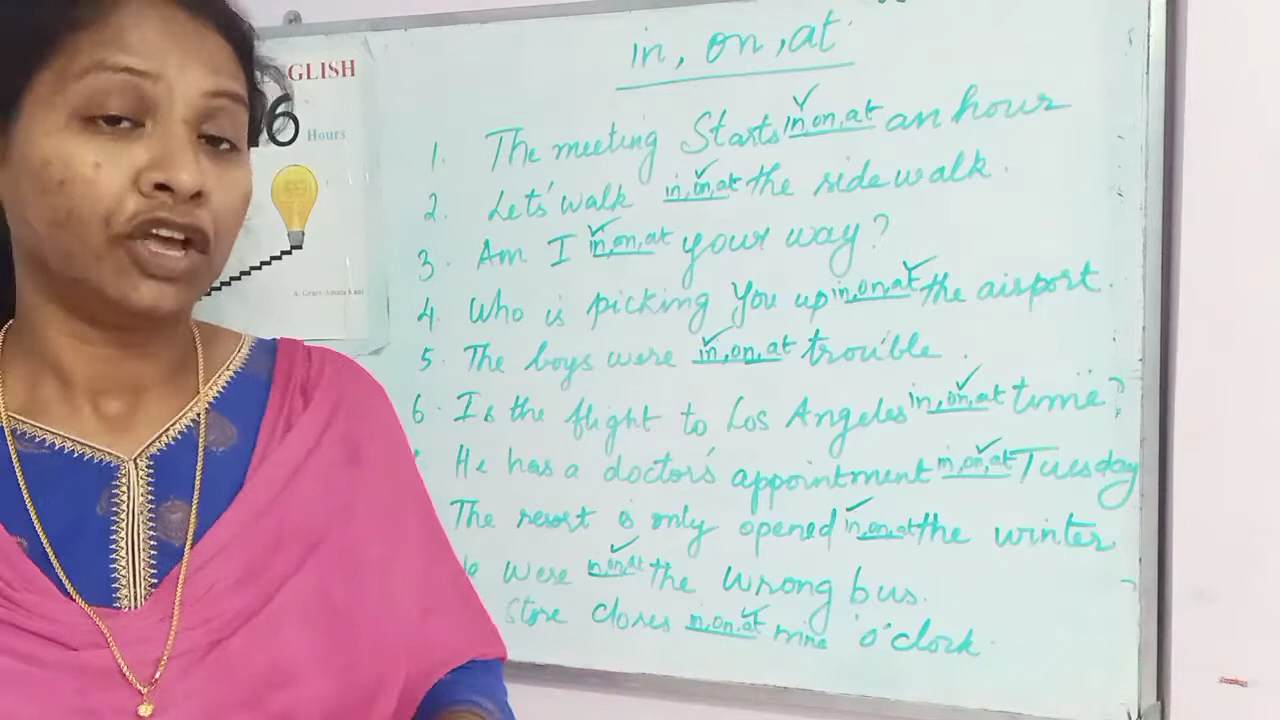 in, on, at
1. The meeting Starts in, on, at an hour
2. Let's walk in, on, at the sidewalk.
3. Am I in, on, at your way?
4. Who is picking you up in, on, at the airport.
5. The boys were in, on, at trouble.
6. Is the flight to Los Angeles in, on, at time?
He has a doctor's appointment in, on, at Tuesday
The resort is only opened in, on, at the winter
were in, on, at the wrong bus.
store closes in, on, at nine 'o' clock.
GLISH
6 Hours